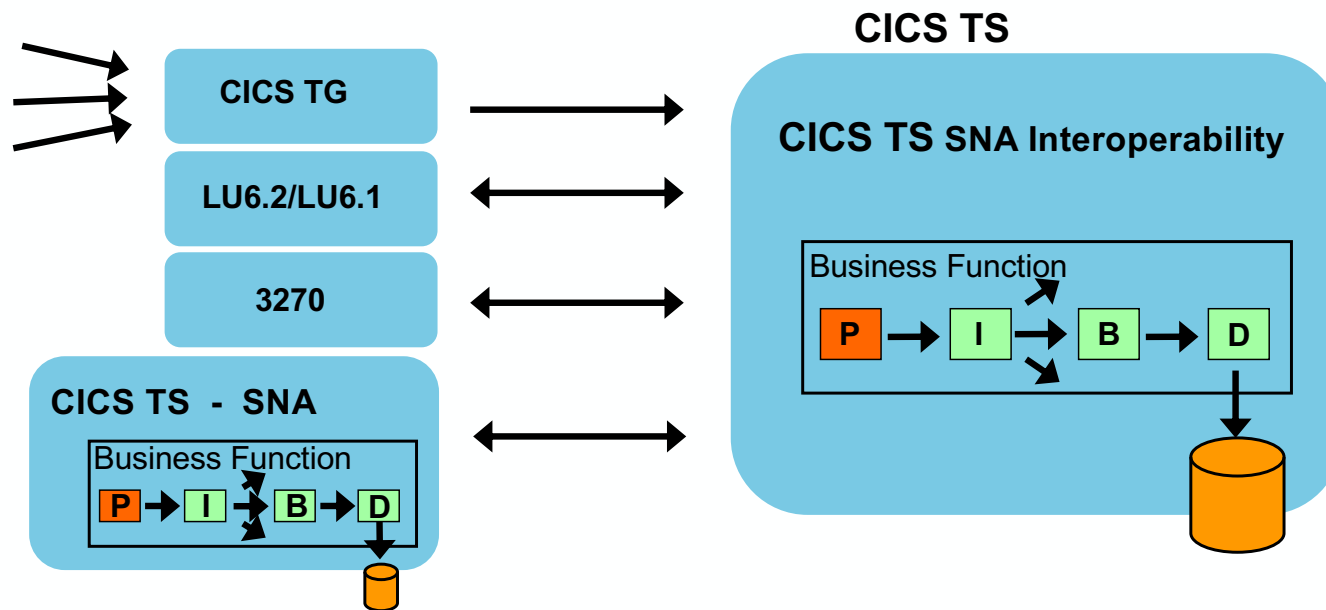 CICS TS
CICS TG
CICS TS SNA Interoperability
LU6.2/LU6.1
3270
Business Function
P I B D
CICS TS - SNA
Business Function
P I B D